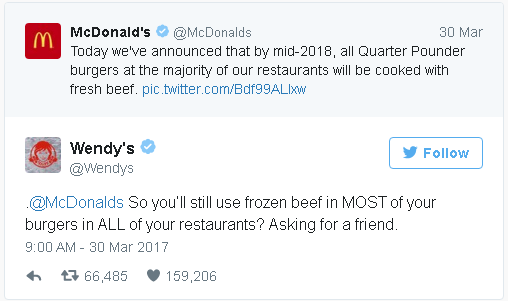 McDonald's @McDonalds 30 Mar
Today we've announced that by mid-2018, all Quarter Pounder
burgers at the majority of our restaurants will be cooked with
fresh beef. pic.twitter.com/Bdf99ALlxw
Wendy's
@Wendys
Follow
.@McDonalds So you'll still use frozen beef in MOST of your
burgers in ALL of your restaurants? Asking for a friend.
9:00 AM - 30 Mar 2017
66,485 159,206